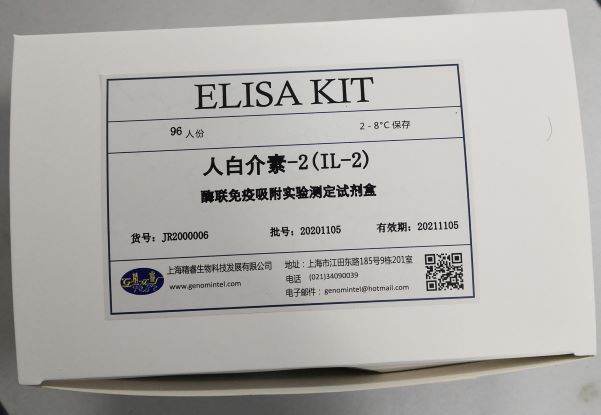 ELISA KIT
96 人份 2 - 8°C 保存
人白介素-2(IL-2)
酶联免疫吸附实验测定试剂盒
货号: JR2000006 批号: 20201105 有效期: 20211105
上海精睿生物科技发展有限公司
www.genomintel.com
地址: 上海市江田东路185号9栋201室
电话 (021)34090039
电子邮件: genomintel@hotmail.com